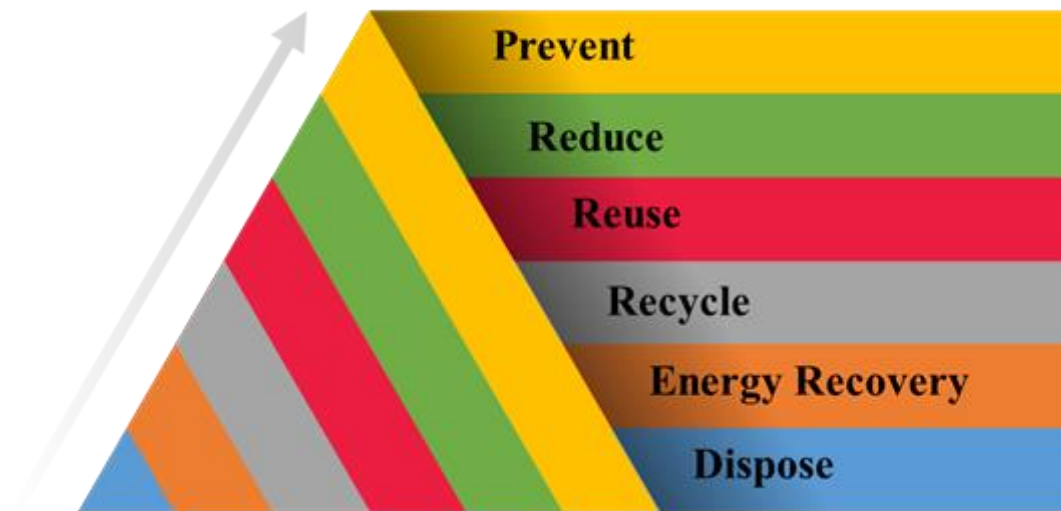 Prevent
Reduce
Reuse
Recycle
Energy Recovery
Dispose